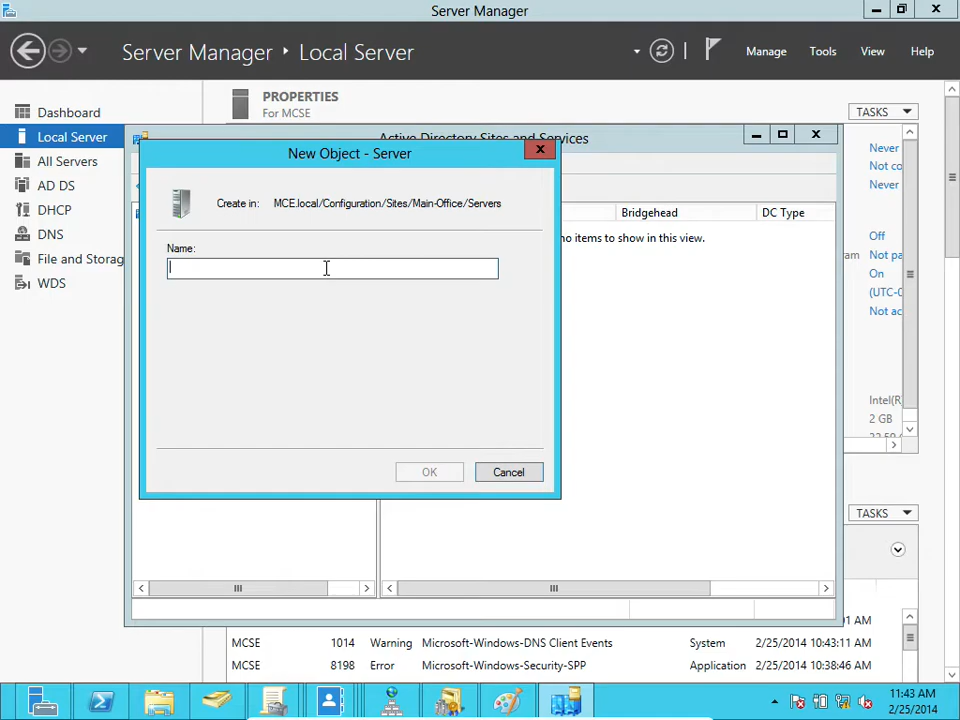 Server Manager
Server Manager ‣ Local Server
Manage Tools View Help
Dashboard
Local Server
All Servers
AD DS
DHCP
DNS
File and Storag
WDS
PROPERTIES
For MCSE
TASKS
Never
Not co
Never
Off
Not pa
On
(UTC-0
Not ac
Intel(R)
2 GB
Active Directory Sites and Services
Bridgehead DC Type
no items to show in this view.
New Object - Server
Create in: MCE.local/Configuration/Sites/Main-Office/Servers
Name:
OK Cancel
TASKS
01 AM
MCSE 1014 Warning Microsoft-Windows-DNS Client Events System 2/25/2014 10:43:11 AM
MCSE 8198 Error Microsoft-Windows-Security-SPP Application 2/25/2014 10:38:46 AM
11:43 AM
2/25/2014